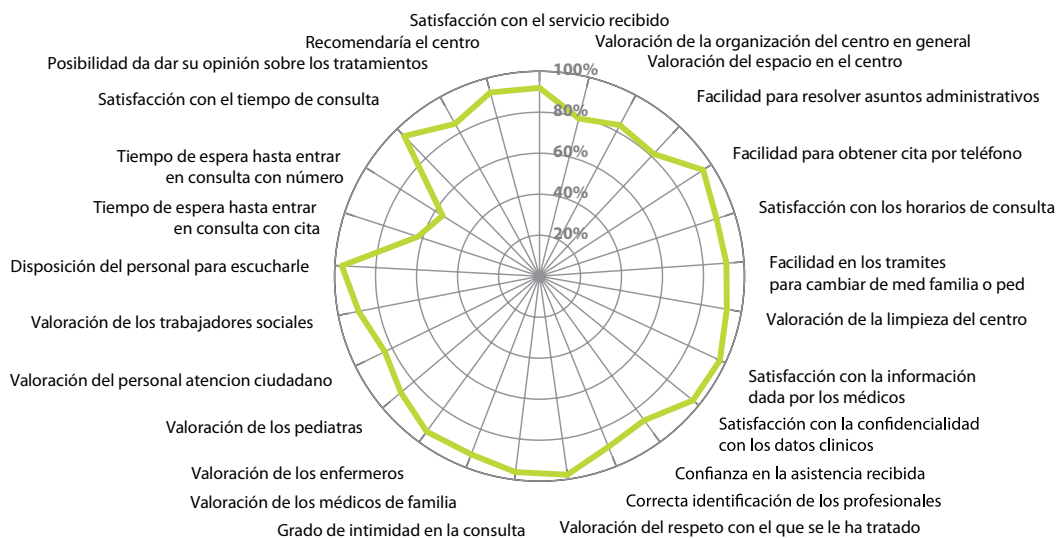 Satisfacción con el servicio recibido
Valoración de la organización del centro en general
Valoración del espacio en el centro
Facilidad para resolver asuntos administrativos
Facilidad para obtener cita por teléfono
Satisfacción con los horarios de consulta
Facilidad en los tramites
para cambiar de med familia o ped
Valoración de la limpieza del centro
Satisfacción con la información
dada por los médicos
Satisfacción con la confidencialidad
con los datos clinicos
Confianza en la asistencia recibida
Correcta identificación de los profesionales
Valoración del respeto con el que se le ha tratado
Grado de intimidad en la consulta
Valoración de los médicos de familia
Valoración de los enfermeros
Valoración de los pediatras
Valoración del personal atencion ciudadano
Valoración de los trabajadores sociales
Disposición del personal para escucharle
Tiempo de espera hasta entrar
en consulta con cita
Tiempo de espera hasta entrar
en consulta con número
Satisfacción con el tiempo de consulta
Posibilidad da dar su opinión sobre los tratamientos
Recomendaría el centro
100%
80%
60%
40%
20%